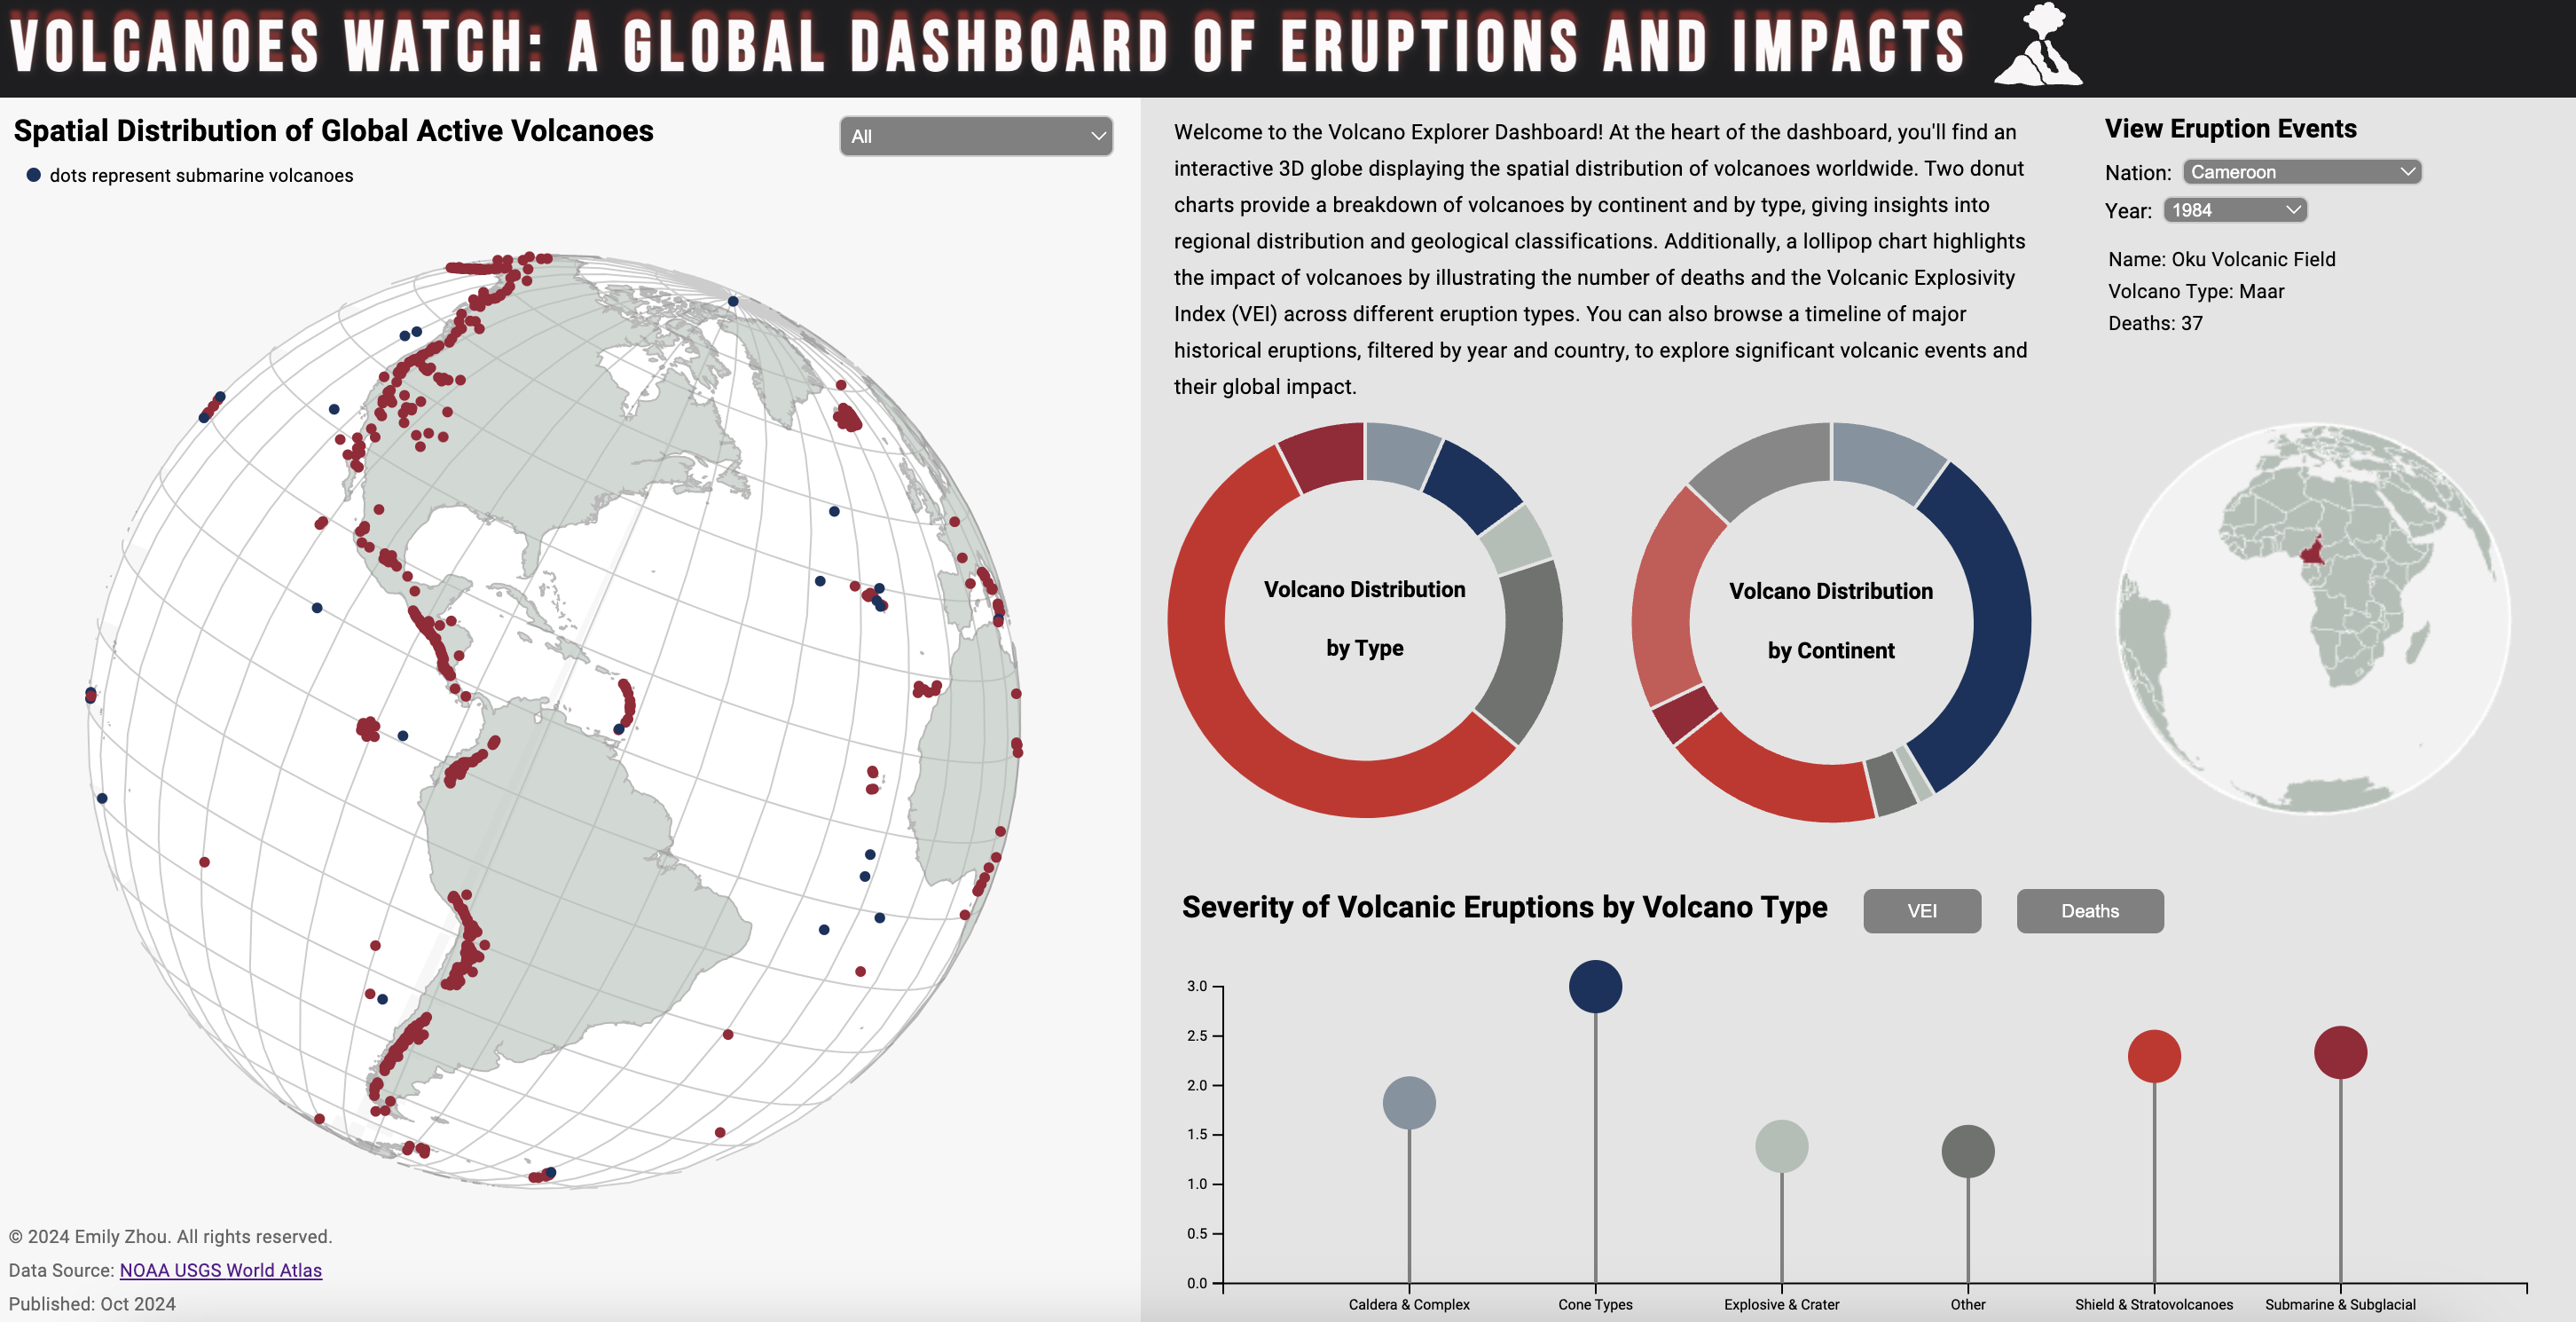 VOLCANOES WATCH: A GLOBAL DASHBOARD OF ERUPTIONS AND IMPACTS
Spatial Distribution of Global Active Volcanoes
All
dots represent submarine volcanoes
© 2024 Emily Zhou. All rights reserved.
Data Source: NOAA USGS World Atlas
Published: Oct 2024
Welcome to the Volcano Explorer Dashboard! At the heart of the dashboard, you'll find an
interactive 3D globe displaying the spatial distribution of volcanoes worldwide. Two donut
charts provide a breakdown of volcanoes by continent and by type, giving insights into
regional distribution and geological classifications. Additionally, a lollipop chart highlights
the impact of volcanoes by illustrating the number of deaths and the Volcanic Explosivity
Index (VEI) across different eruption types. You can also browse a timeline of major
historical eruptions, filtered by year and country, to explore significant volcanic events and
their global impact.
View Eruption Events
Nation: Cameroon
Year: 1984
Name: Oku Volcanic Field
Volcano Type: Maar
Deaths: 37
Volcano Distribution
by Type
Volcano Distribution
by Continent
Severity of Volcanic Eruptions by Volcano Type
VEI
Deaths
3.0
2.5
2.0
1.5
1.0
0.5
0.0
Caldera & Complex
Cone Types
Explosive & Crater
Other
Shield & Stratovolcanoes
Submarine & Subglacial